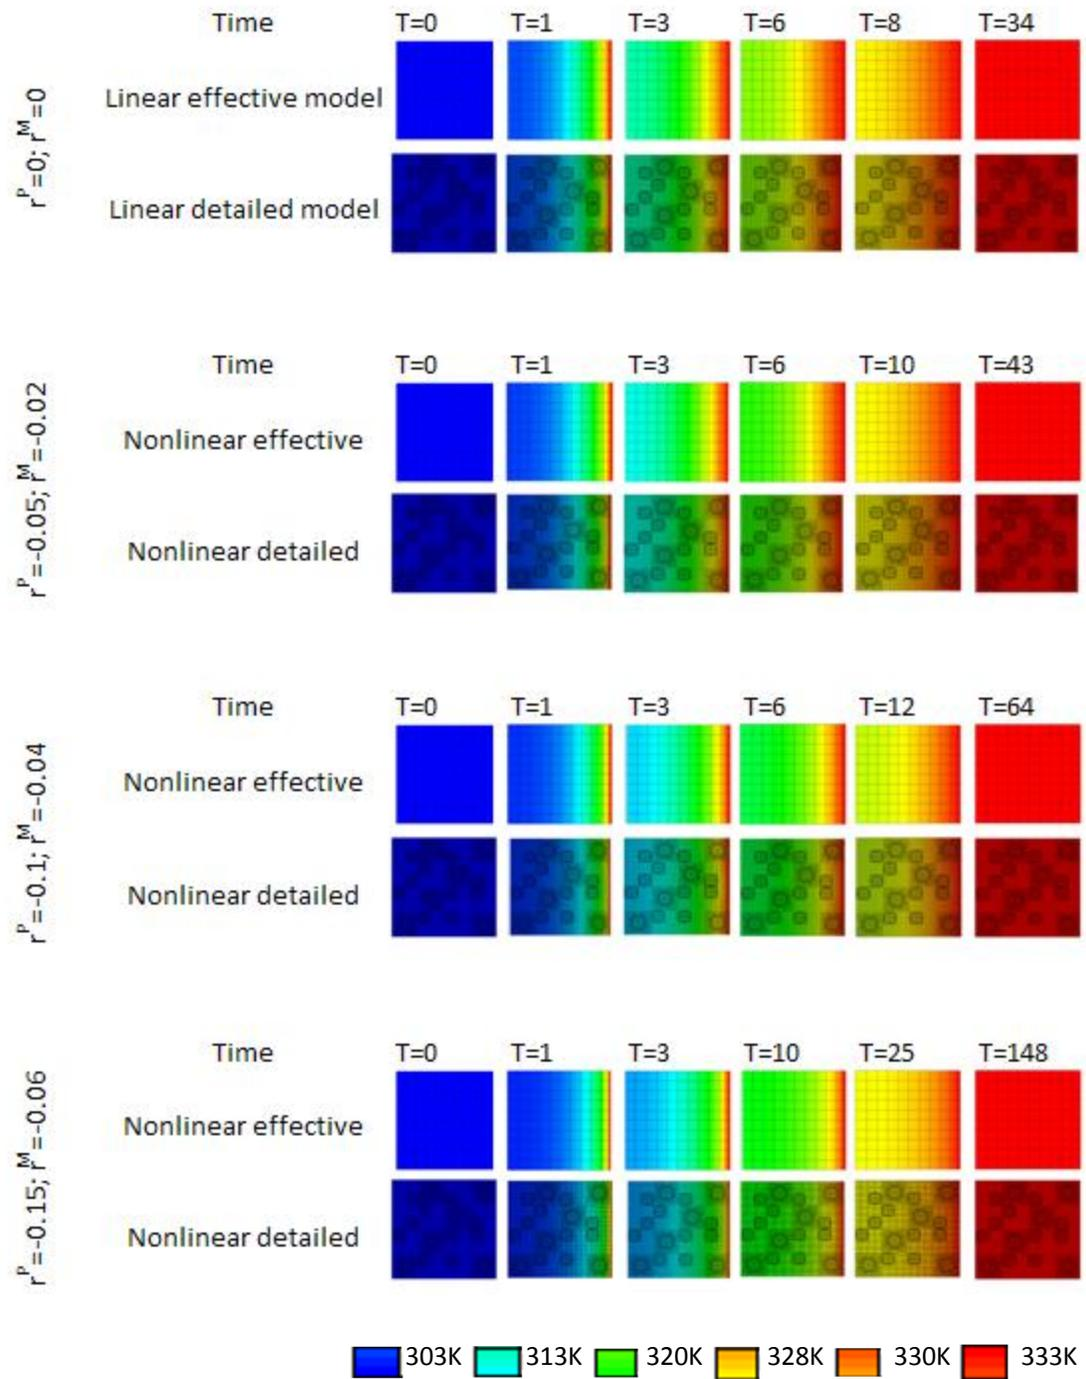 Time T=0 T=1 T=3 T=6 T=8 T=34
r^P=0; r^M=0
Linear effective model
Linear detailed model
Time T=0 T=1 T=3 T=6 T=10 T=43
r^P=-0.05; r^M=-0.02
Nonlinear effective
Nonlinear detailed
Time T=0 T=1 T=3 T=6 T=12 T=64
r^P=-0.1; r^M=-0.04
Nonlinear effective
Nonlinear detailed
Time T=0 T=1 T=3 T=10 T=25 T=148
r^P=-0.15; r^M=-0.06
Nonlinear effective
Nonlinear detailed
303K 313K 320K 328K 330K 333K